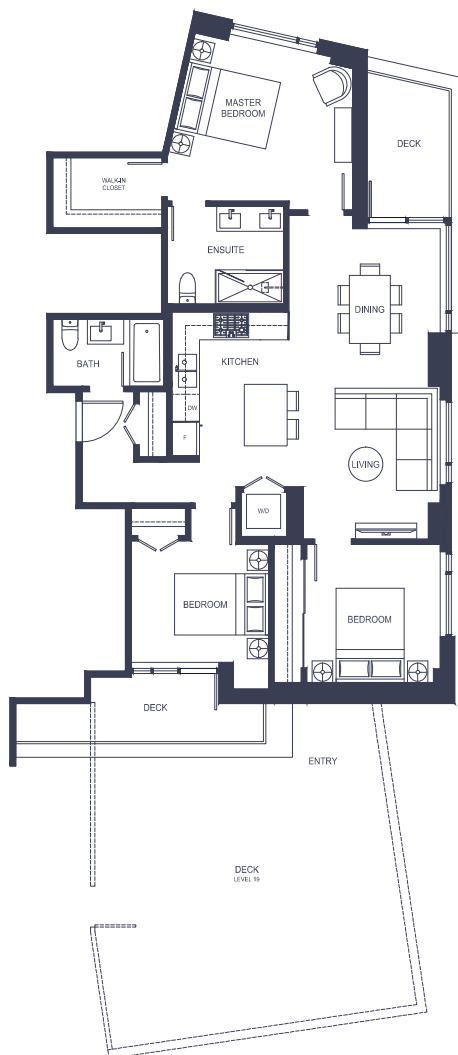 MASTER
BEDROOM
DECK
WALK-IN
CLOSET
ENSUITE
DINING
KITCHEN
BATH
DW
F
LIVING
W/D
BEDROOM
BEDROOM
DECK
ENTRY
DECK
LEVEL 19